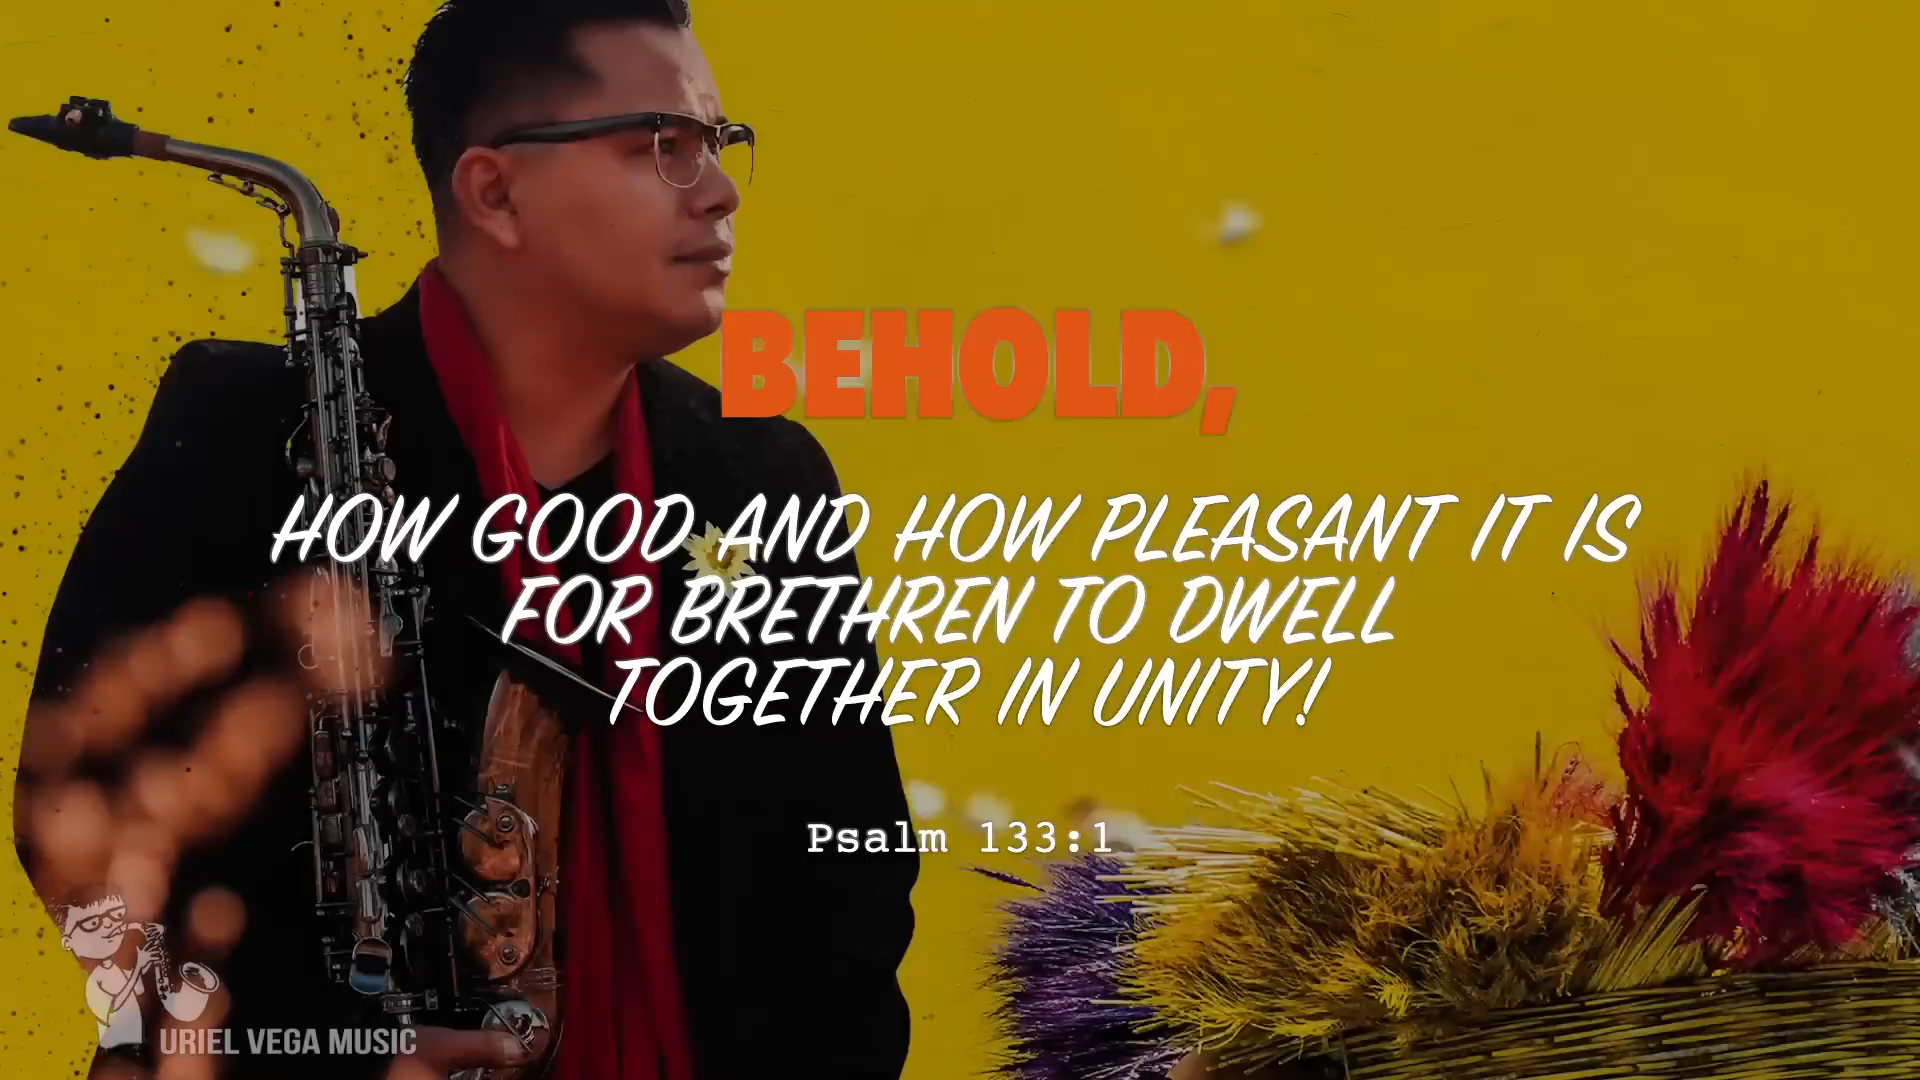 BEHOLD,
HOW GOOD AND HOW PLEASANT IT IS
FOR BRETHREN TO DWELL
TOGETHER IN UNITY!
Psalm 133:1
URIEL VEGA MUSIC